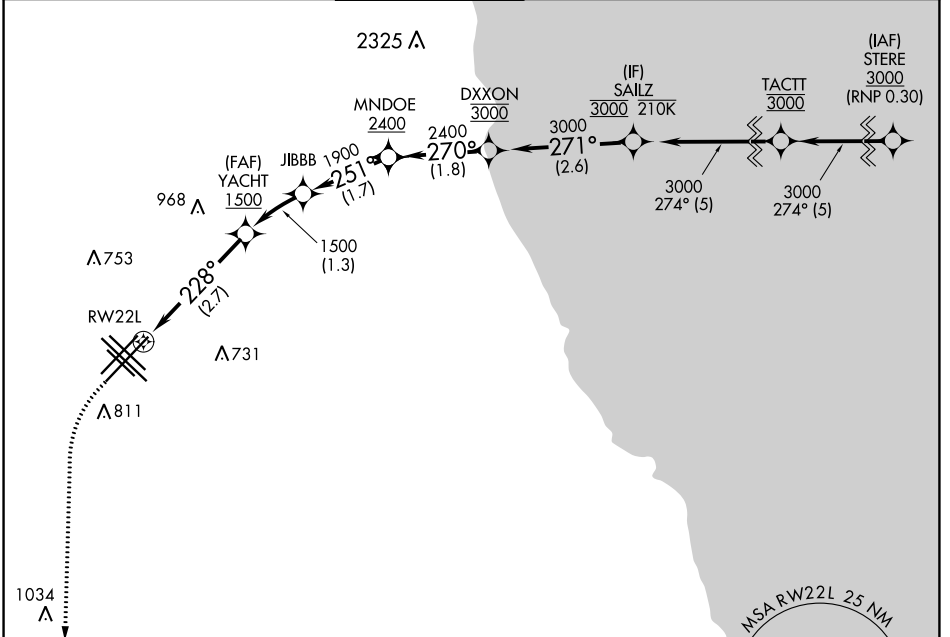 2325
(IAF)
STERE
3000
(RNP 0.30)
(IF)
SAILZ
3000 210K
TACTT
3000
DXXON
3000
MNDOE
2400
2400
270°
(1.8)
3000
271°
(2.6)
3000
274° (5)
3000
274° (5)
JIBBB
1900
251°
(1.7)
(FAF)
YACHT
1500
1500
(1.3)
968
753
228°
(2.7)
RW22L
731
811
1034
MSA RW22L 25 NM